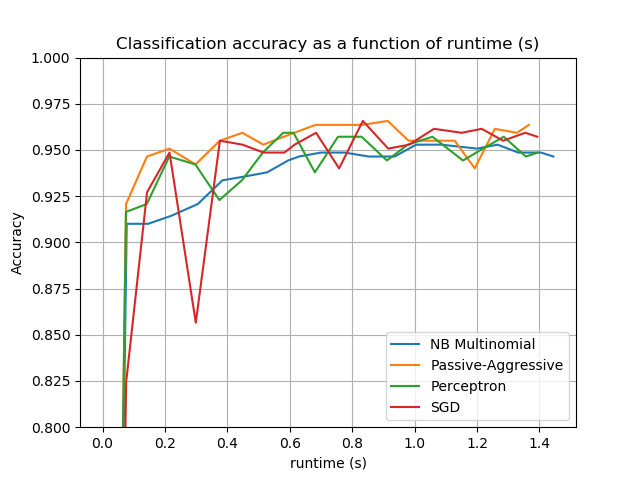 Classification accuracy as a function of runtime (s)
1.000
0.975
0.950
0.925
0.900
0.875
0.850
0.825
0.800
Accuracy
NB Multinomial
Passive-Aggressive
Perceptron
SGD
0.0 0.2 0.4 0.6 0.8 1.0 1.2 1.4
runtime (s)